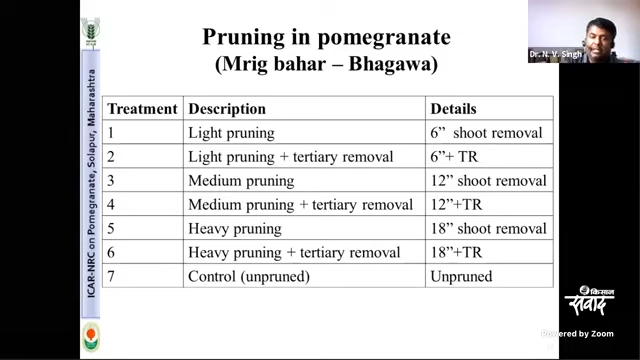 Pruning in pomegranate
(Mrig bahar – Bhagawa)
Dr. N. V. Singh
ICAR-NRC on Pomegranate, Solapur, Maharashtra
Treatment Description Details
1 Light pruning 6” shoot removal
2 Light pruning + tertiary removal 6”+ TR
3 Medium pruning 12” shoot removal
4 Medium pruning + tertiary removal 12”+TR
5 Heavy pruning 18” shoot removal
6 Heavy pruning + tertiary removal 18”+TR
7 Control (unpruned) Unpruned
किसान
संवाद
Powered by Zoom